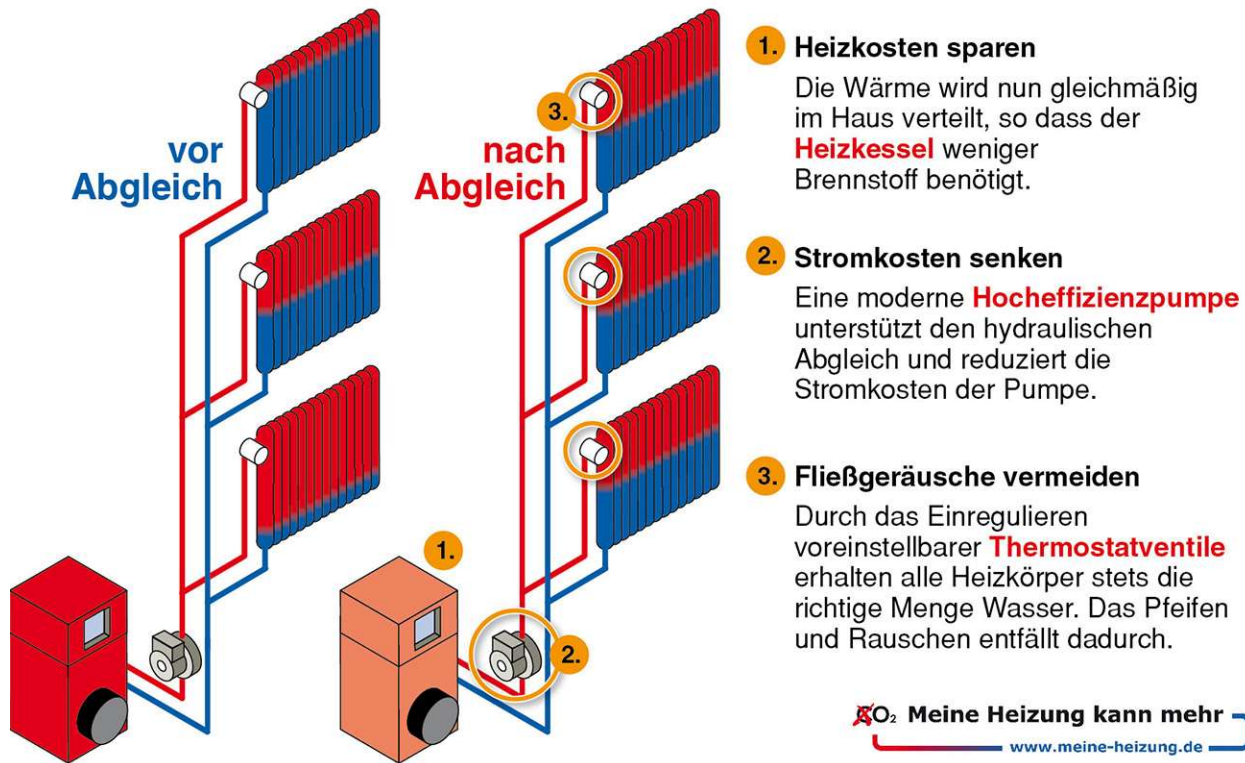 vor
Abgleich
nach
Abgleich
3.
1.
2.
1. Heizkosten sparen
Die Wärme wird nun gleichmäßig
im Haus verteilt, so dass der
Heizkessel weniger
Brennstoff benötigt.
2. Stromkosten senken
Eine moderne Hocheffizienzpumpe
unterstützt den hydraulischen
Abgleich und reduziert die
Stromkosten der Pumpe.
3. Fließgeräusche vermeiden
Durch das Einregulieren
voreinstellbarer Thermostatventile
erhalten alle Heizkörper stets die
richtige Menge Wasser. Das Pfeifen
und Rauschen entfällt dadurch.
CO₂ Meine Heizung kann mehr
www.meine-heizung.de